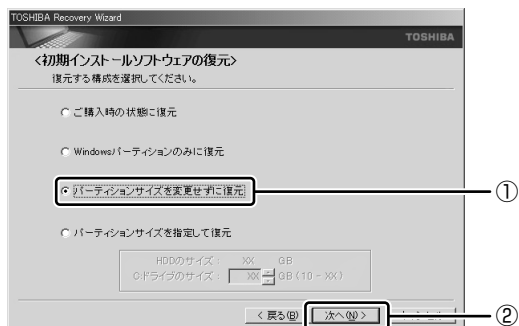 TOSHIBA Recovery Wizard
TOSHIBA
<初期インストールソフトウェアの復元>
復元する構成を選択してください。
ご購入時の状態に復元
Windowsパーティションのみに復元
パーティションサイズを変更せずに復元
①
パーティションサイズを指定して復元
HDDのサイズ： XX GB
C:ドライブのサイズ： XX GB (10 - XX)
< 戻る(B) 次へ(N) >
②